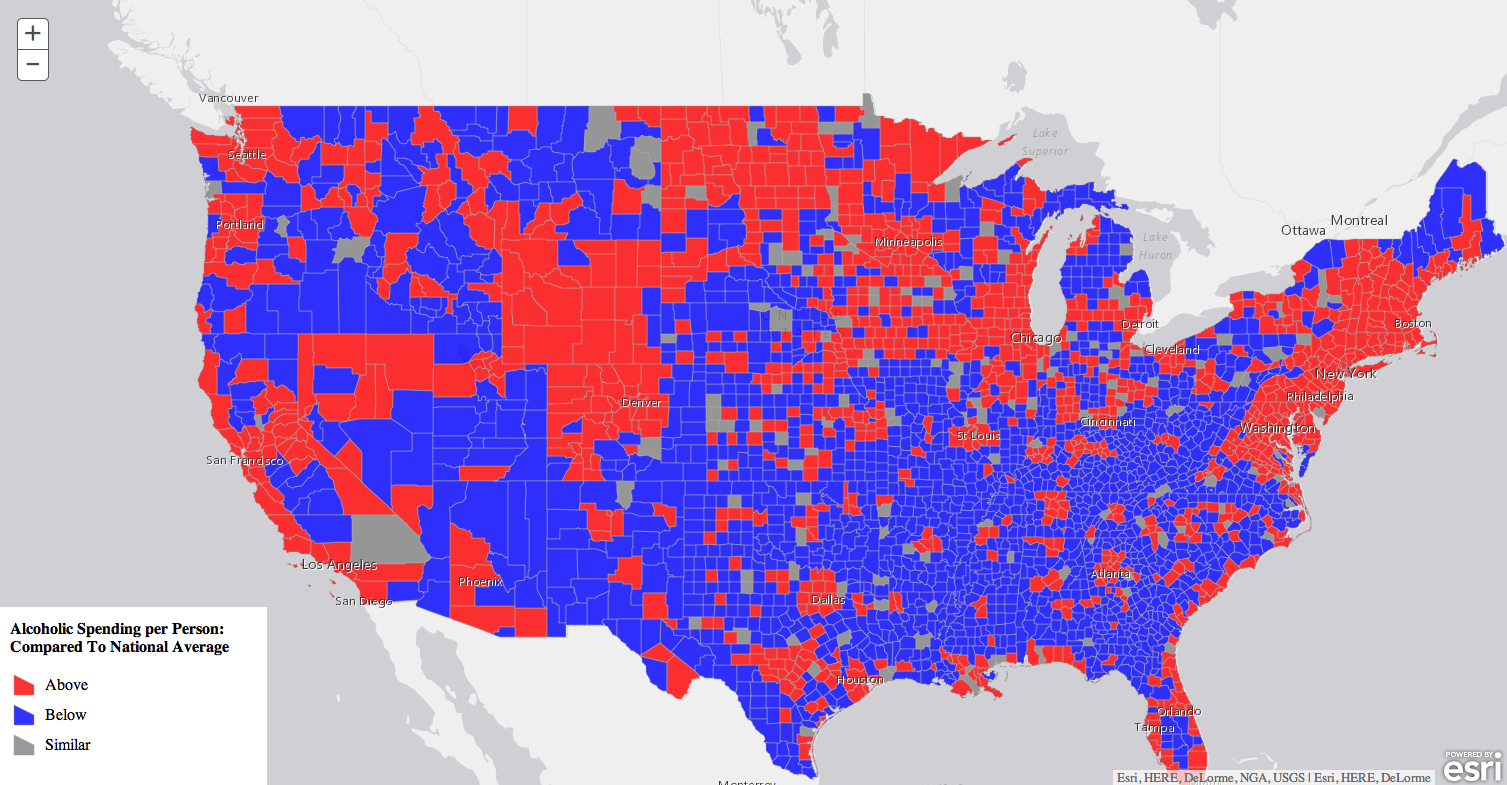 +
−
Vancouver
Seattle
Portland
Minneapolis
Lake
Superior
Lake
Huron
Ottawa
Montreal
Detroit
Boston
Chicago
Cleveland
New York
Philadelphia
Denver
Cincinnati
Washington
St Louis
San Francisco
Los Angeles
Phoenix
Atlanta
San Diego
Dallas
Houston
Orlando
Tampa
Monterrey
Alcoholic Spending per Person:
Compared To National Average
Above
Below
Similar
POWERED BY
esri
Esri, HERE, DeLorme, NGA, USGS | Esri, HERE, DeLorme